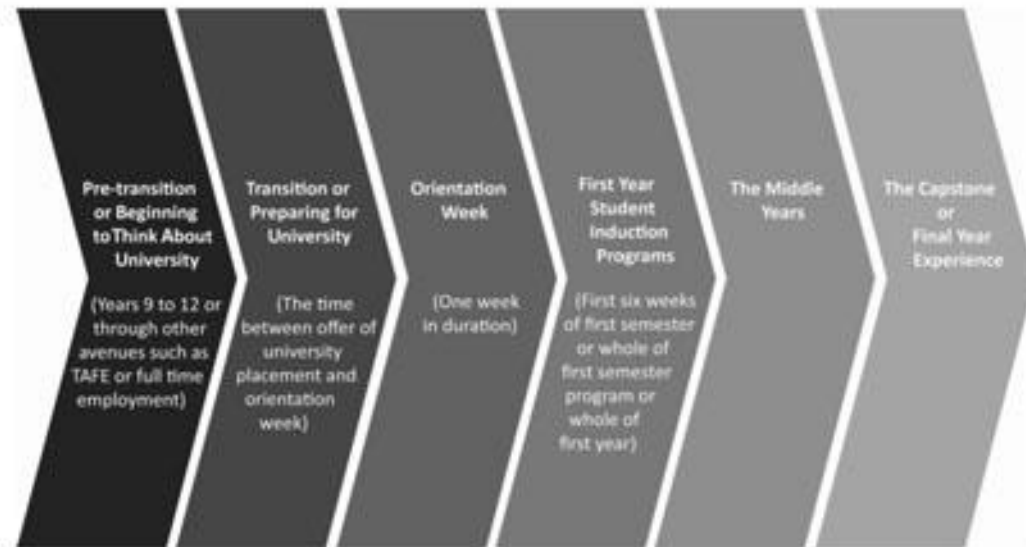 Pre-transition
or Beginning
to Think About
University
(Years 9 to 12 or
through other
avenues such as
TAFE or full time
employment)
Transition or
Preparing for
University
(The time
between offer of
university
placement and
orientation
week)
Orientation
Week
(One week
in duration)
First Year
Student
Induction
Programs
(First six weeks
of first semester
or whole of
first semester
program or
whole of
first year)
The Middle
Years
The Capstone
or
Final Year
Experience